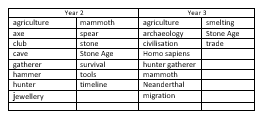 Year 2 Year 3
agriculture mammoth agriculture smelting
axe spear archaeology Stone Age
club stone civilisation trade
cave Stone Age Homo sapiens
gatherer survival hunter gatherer
hammer tools mammoth
hunter timeline Neanderthal
jewellery migration